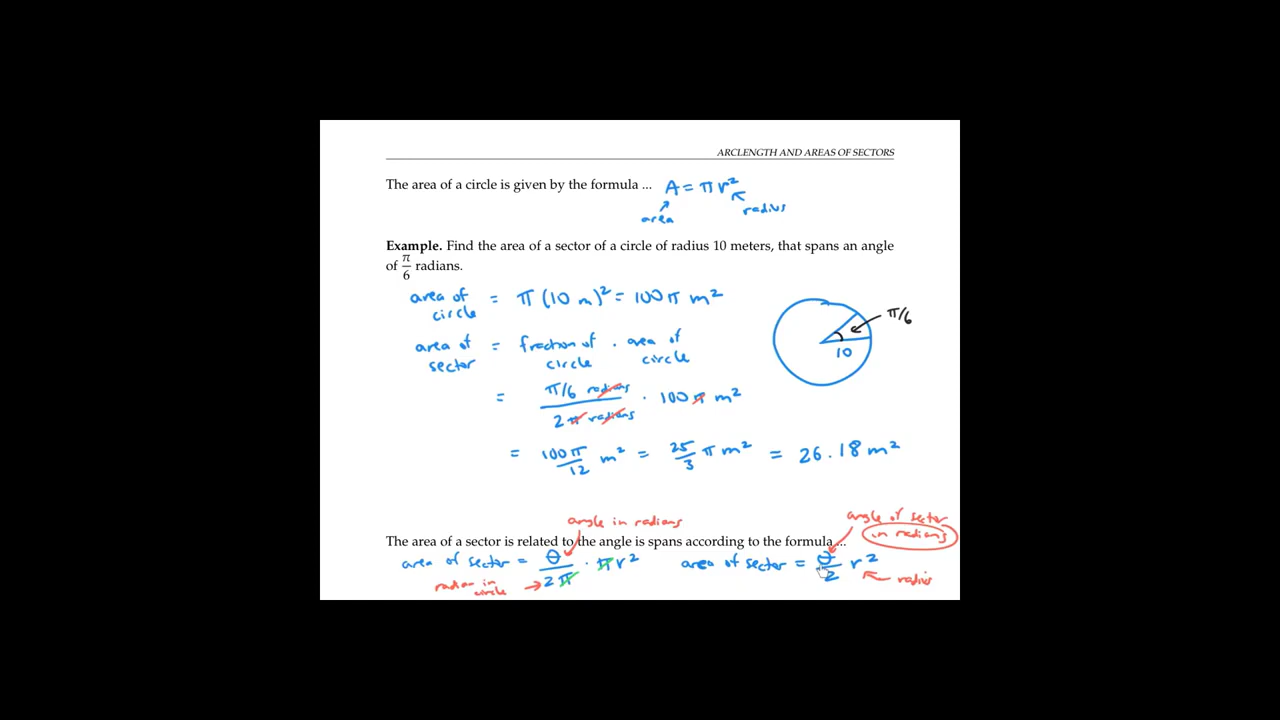 ARCLENGTH AND AREAS OF SECTORS
The area of a circle is given by the formula ... A = πr²
area
radius
Example. Find the area of a sector of a circle of radius 10 meters, that spans an angle
of π/6 radians.
area of circle = π (10 m)² = 100π m²
π/6
10
area of sector = fraction of circle · area of circle
= π/6 radians / 2π radians · 100π m²
= 100π/12 m² = 25/3 π m² = 26.18 m²
angle in radians
angle of sector
in radians
The area of a sector is related to the angle is spans according to the formula ...
area of sector = θ/2π · πr²
area of sector = θ/2 r²
radian in circle
radius